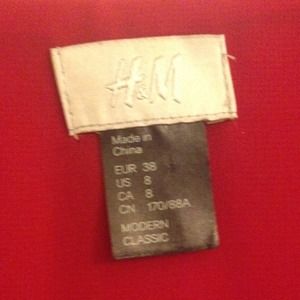 H&M
Made in
China
EUR 38
US 8
CA 8
CN 170/88A
MODERN
CLASSIC